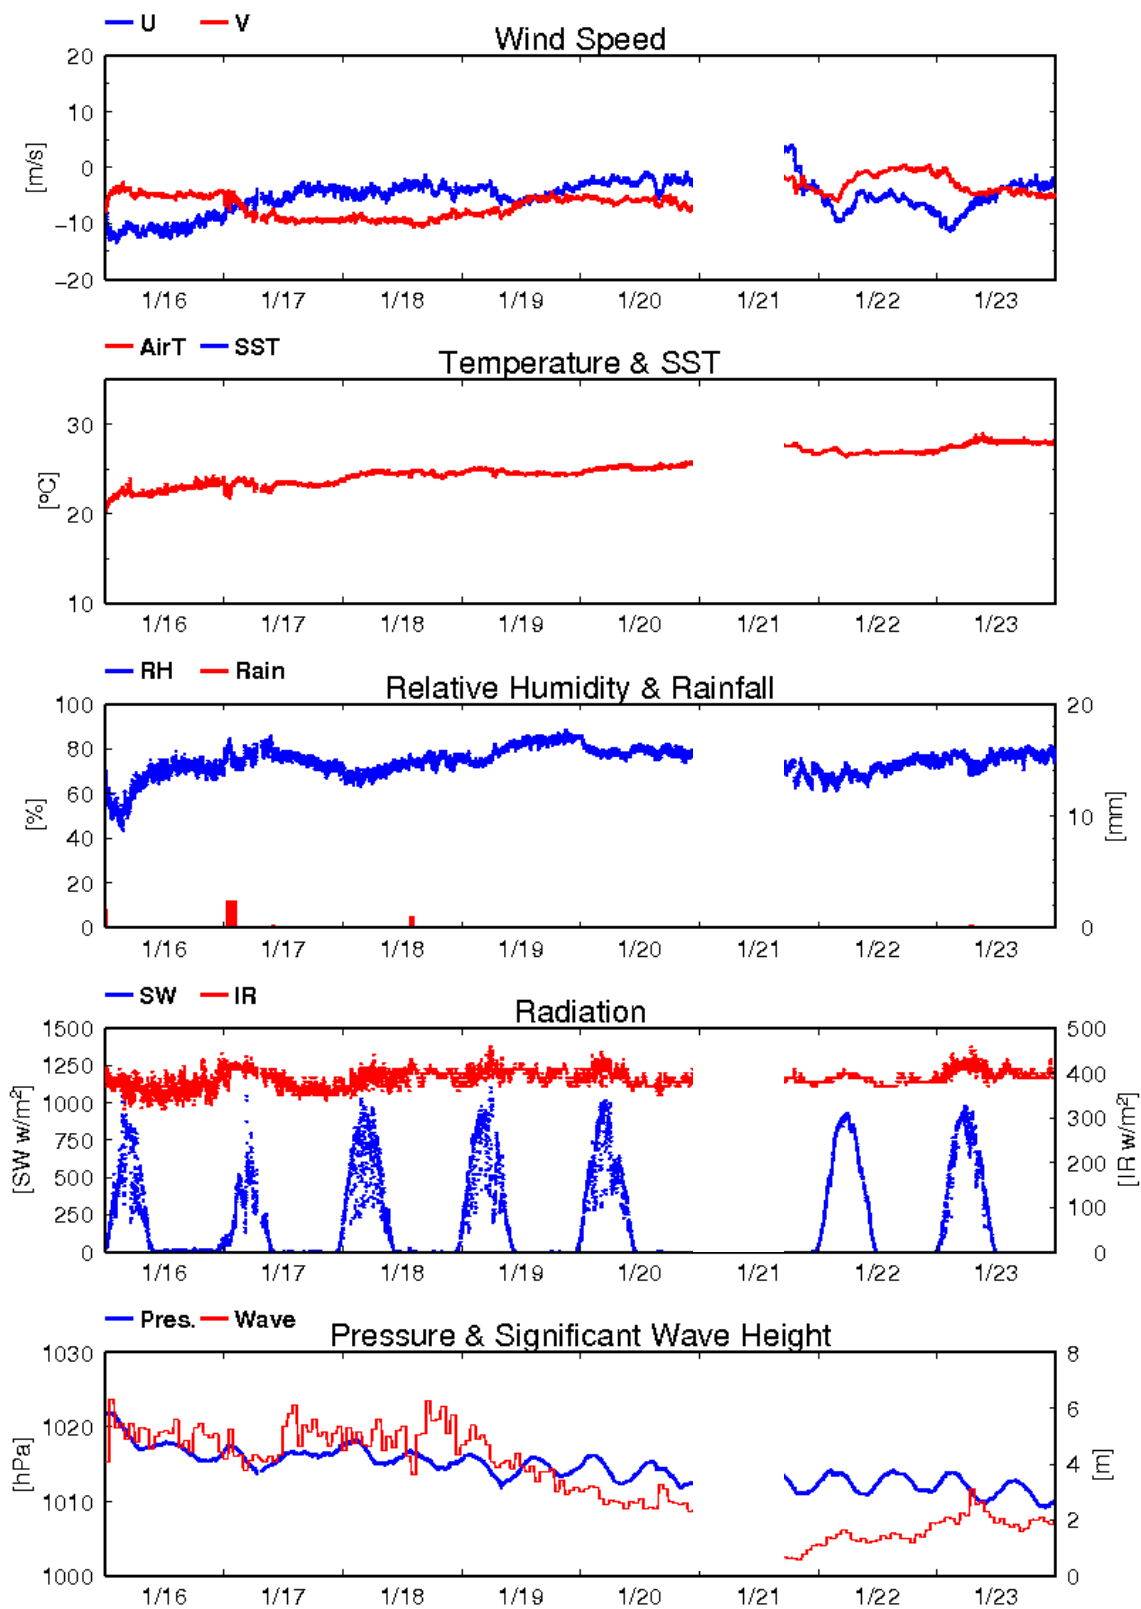 U V
Wind Speed
20
10
0
−10
−20
[m/s]
1/16 1/17 1/18 1/19 1/20 1/21 1/22 1/23
AirT SST
Temperature & SST
30
20
10
[ºC]
1/16 1/17 1/18 1/19 1/20 1/21 1/22 1/23
RH Rain
Relative Humidity & Rainfall
100
80
60
40
20
0
[%]
20
10
0
[mm]
1/16 1/17 1/18 1/19 1/20 1/21 1/22 1/23
SW IR
Radiation
1500
1250
1000
750
500
250
0
[SW w/m²]
500
400
300
200
100
0
[IR w/m²]
1/16 1/17 1/18 1/19 1/20 1/21 1/22 1/23
Pres. Wave
Pressure & Significant Wave Height
1030
1020
1010
1000
[hPa]
8
6
4
2
0
[m]
1/16 1/17 1/18 1/19 1/20 1/21 1/22 1/23